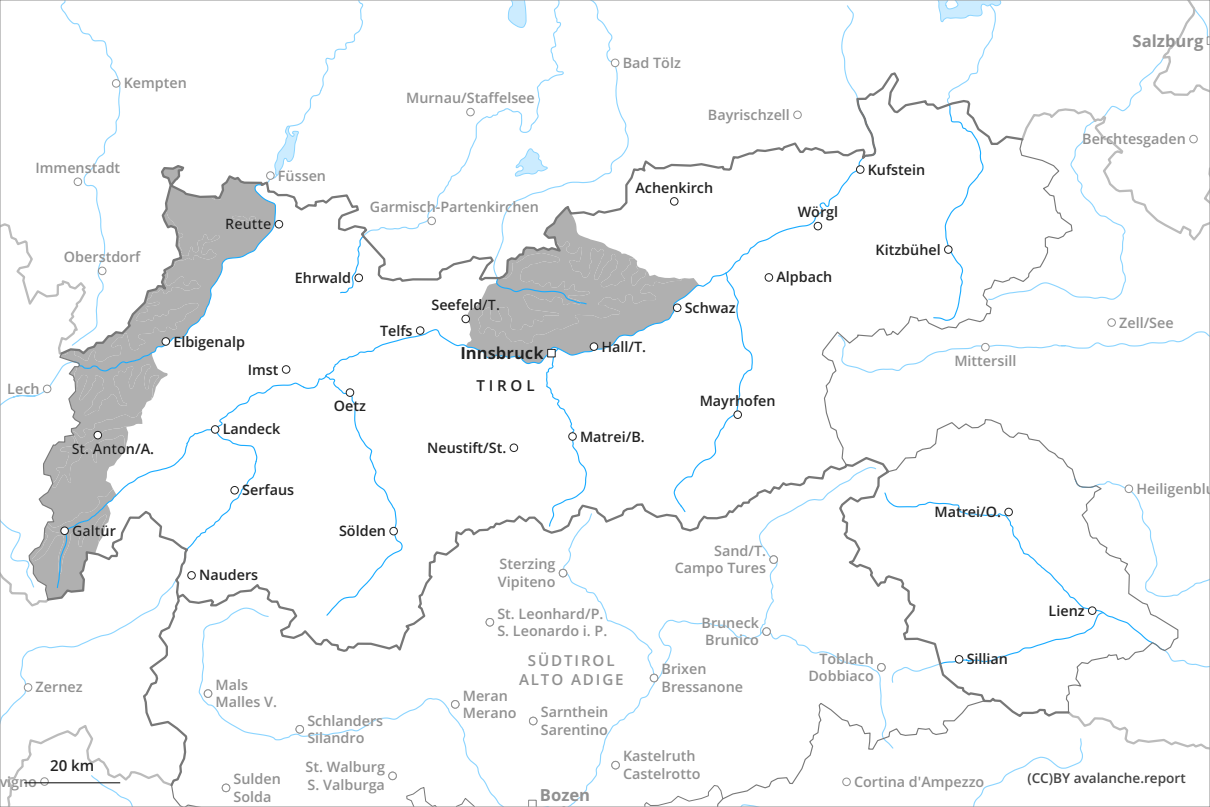 Salzburg
Bad Tölz
Kempten
Murnau/Staffelsee
Bayrischzell
Berchtesgaden
Immenstadt
Füssen
Kufstein
Achenkirch
Garmisch-Partenkirchen
Wörgl
Reutte
Kitzbühel
Oberstdorf
Ehrwald
Alpbach
Seefeld/T.
Schwaz
Zell/See
Telfs
Elbigenalp
Hall/T.
Innsbruck
Mittersill
Imst
TIROL
Lech
Oetz
Mayrhofen
Landeck
Matrei/B.
St. Anton/A.
Neustift/St.
Serfaus
Heiligenblu
Matrei/O.
Galtür
Sölden
Sand/T.
Campo Tures
Sterzing
Vipiteno
Nauders
Lienz
St. Leonhard/P.
S. Leonardo i. P.
Bruneck
Brunico
SÜDTIROL
ALTO ADIGE
Sillian
Toblach
Dobbiaco
Brixen
Bressanone
Zernez
Mals
Malles V.
Meran
Merano
Sarnthein
Sarentino
Schlanders
Silandro
Kastelruth
Castelrotto
20 km
St. Walburg
S. Valburga
vigno
Sulden
Solda
Cortina d'Ampezzo
(CC)BY avalanche.report
Bozen